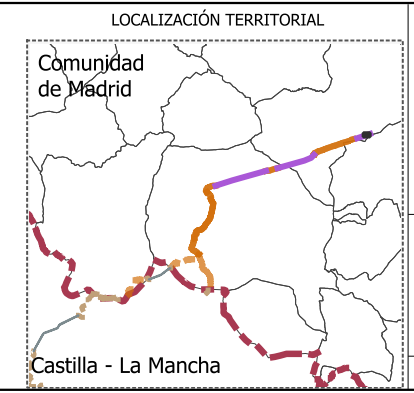 LOCALIZACIÓN TERRITORIAL
Comunidad
de Madrid
Castilla - La Mancha